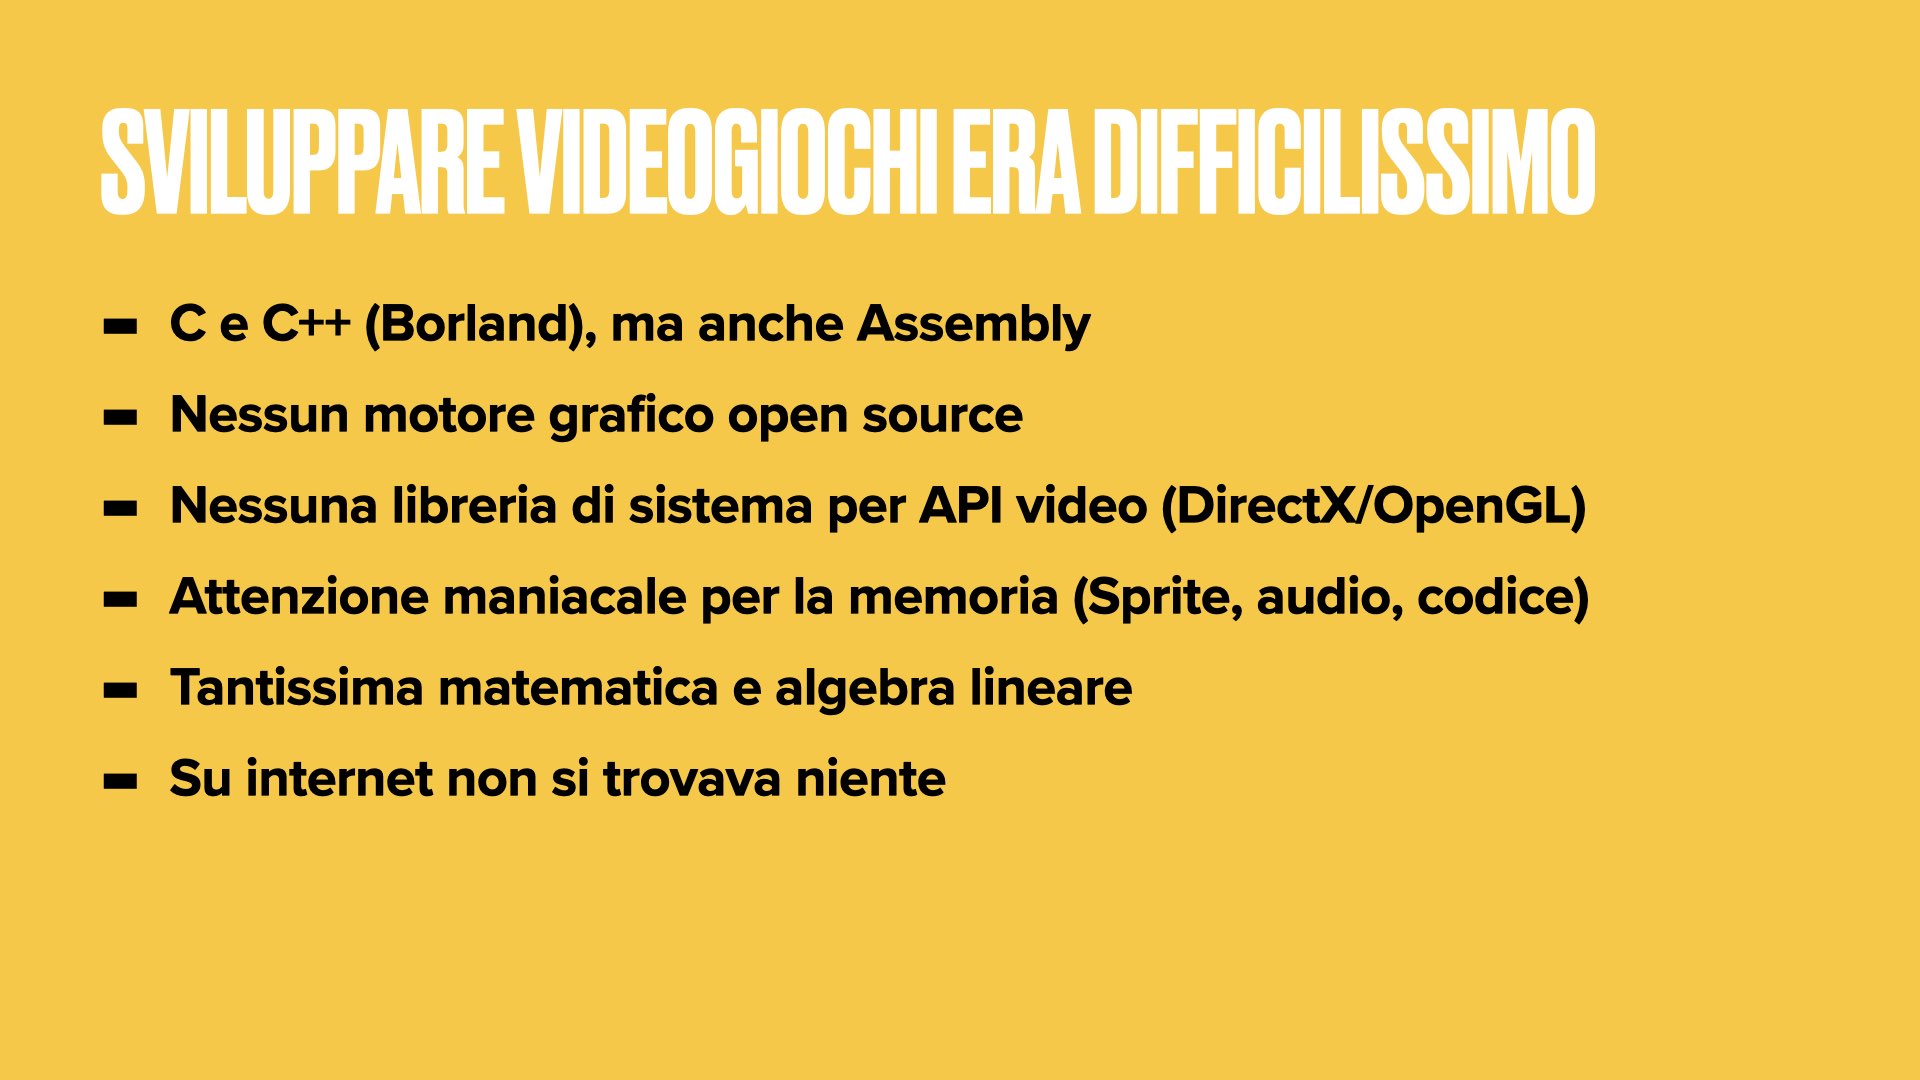 SVILUPPARE VIDEOGIOCHI ERA DIFFICILISSIMO
- C e C++ (Borland), ma anche Assembly
- Nessun motore grafico open source
- Nessuna libreria di sistema per API video (DirectX/OpenGL)
- Attenzione maniacale per la memoria (Sprite, audio, codice)
- Tantissima matematica e algebra lineare
- Su internet non si trovava niente